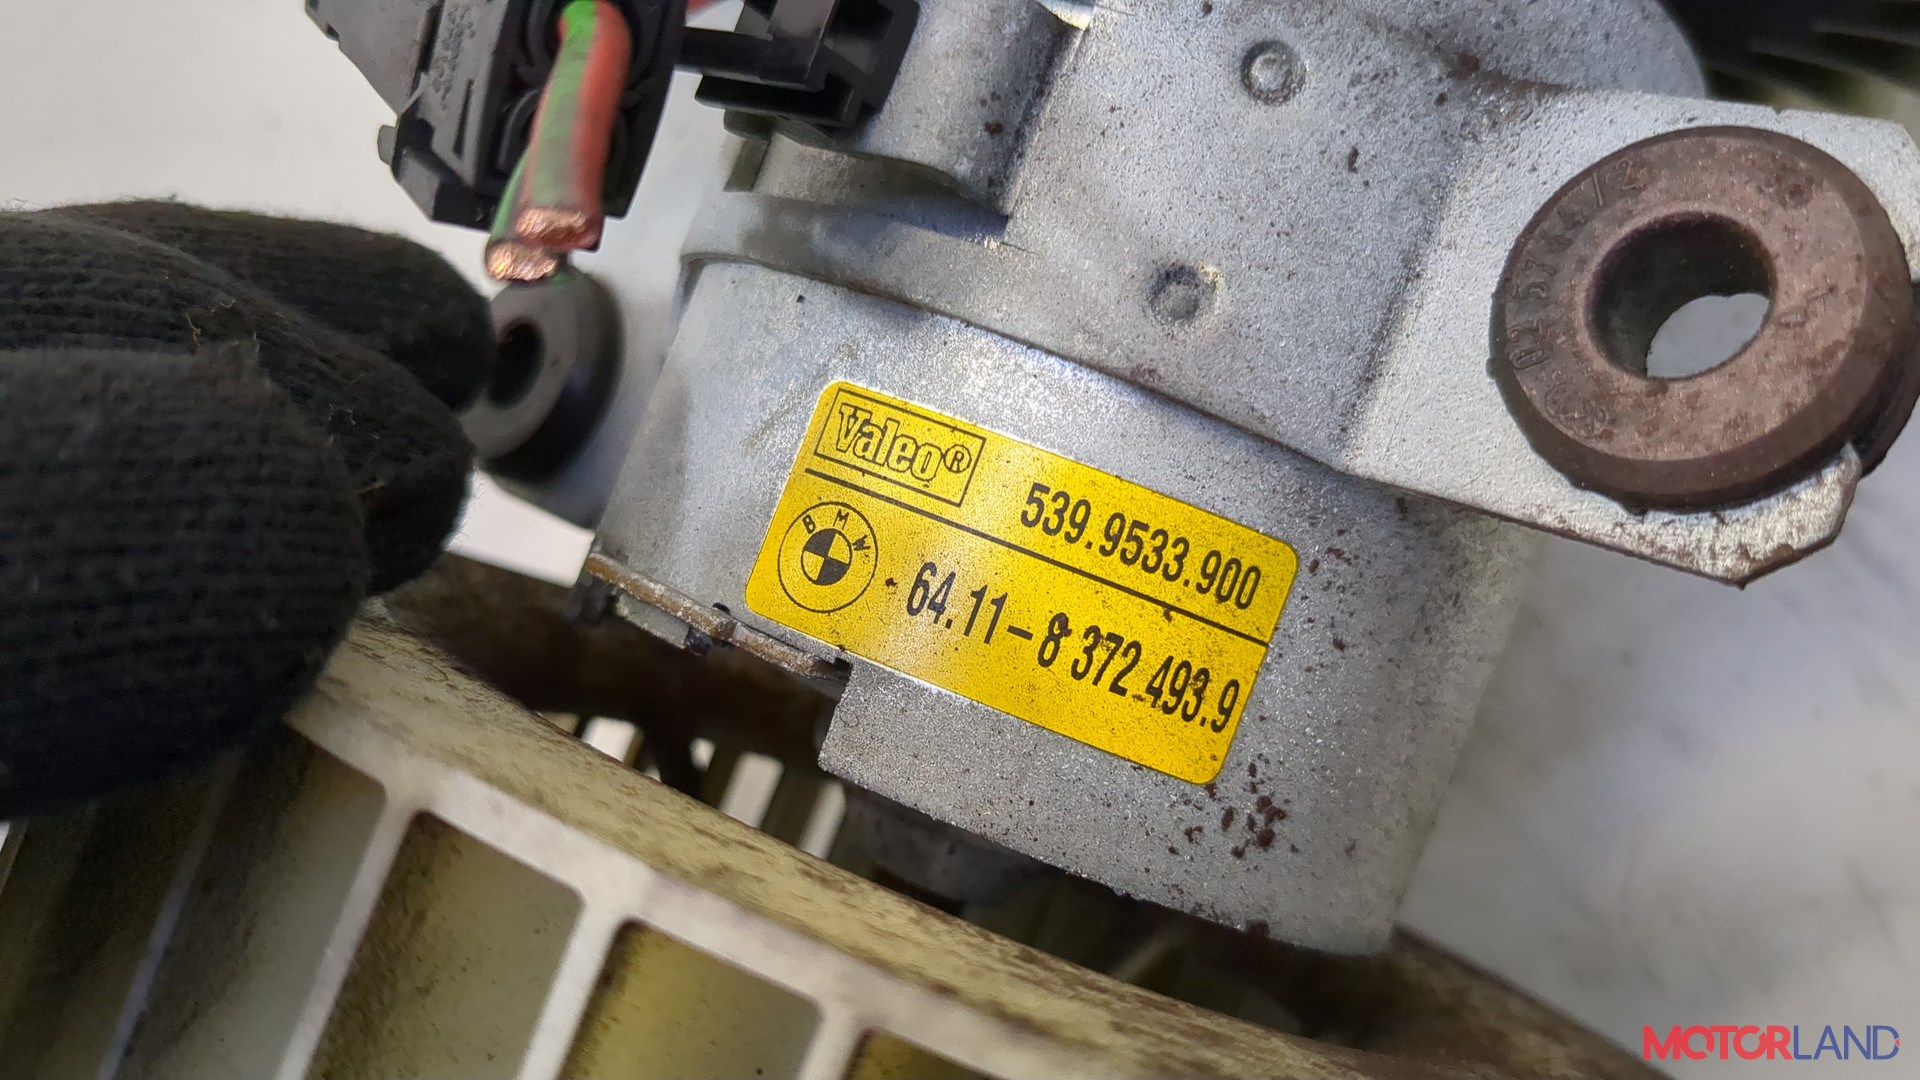 Valeo®
539.9533.900
BMW
64.11-8 372 493.9
MOTORLAND